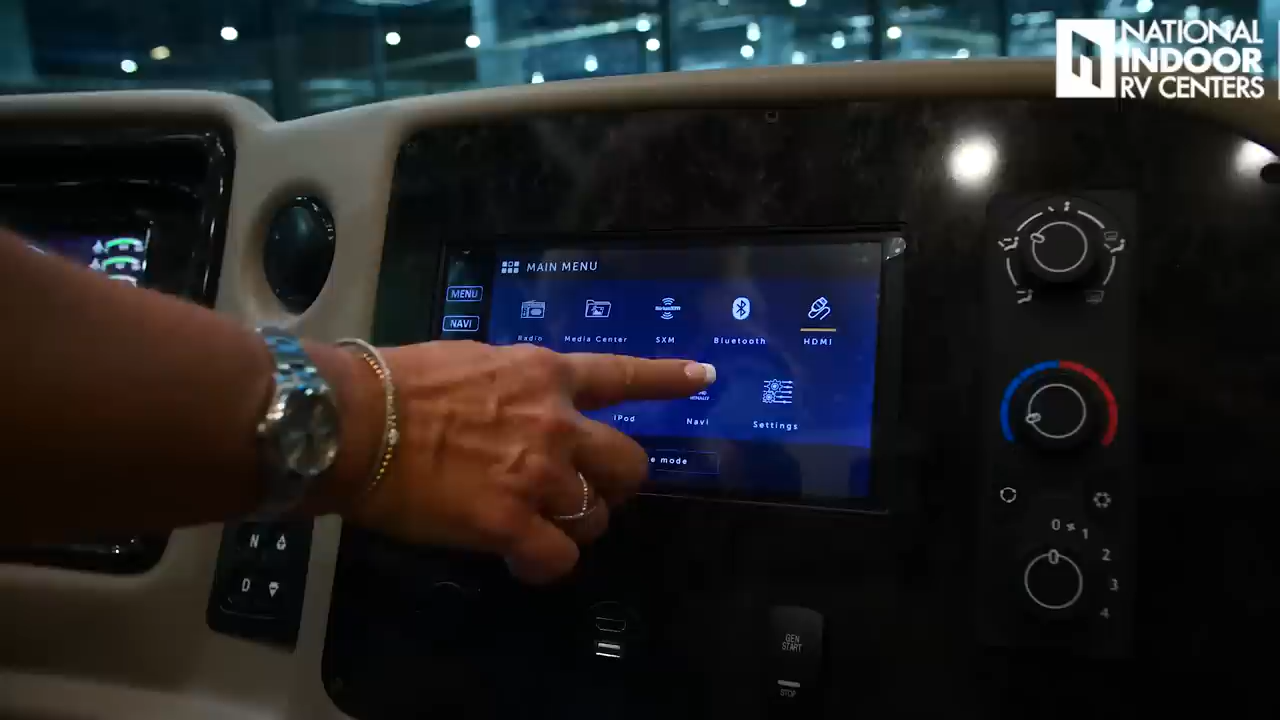 NATIONAL
INDOOR
RV CENTERS
MAIN MENU
MENU
NAVI
Radio
Media Center
SXM
Bluetooth
HDMI
iPod
Navi
Settings
mode
N
D
0
1
2
3
4
GEN
START
STOP